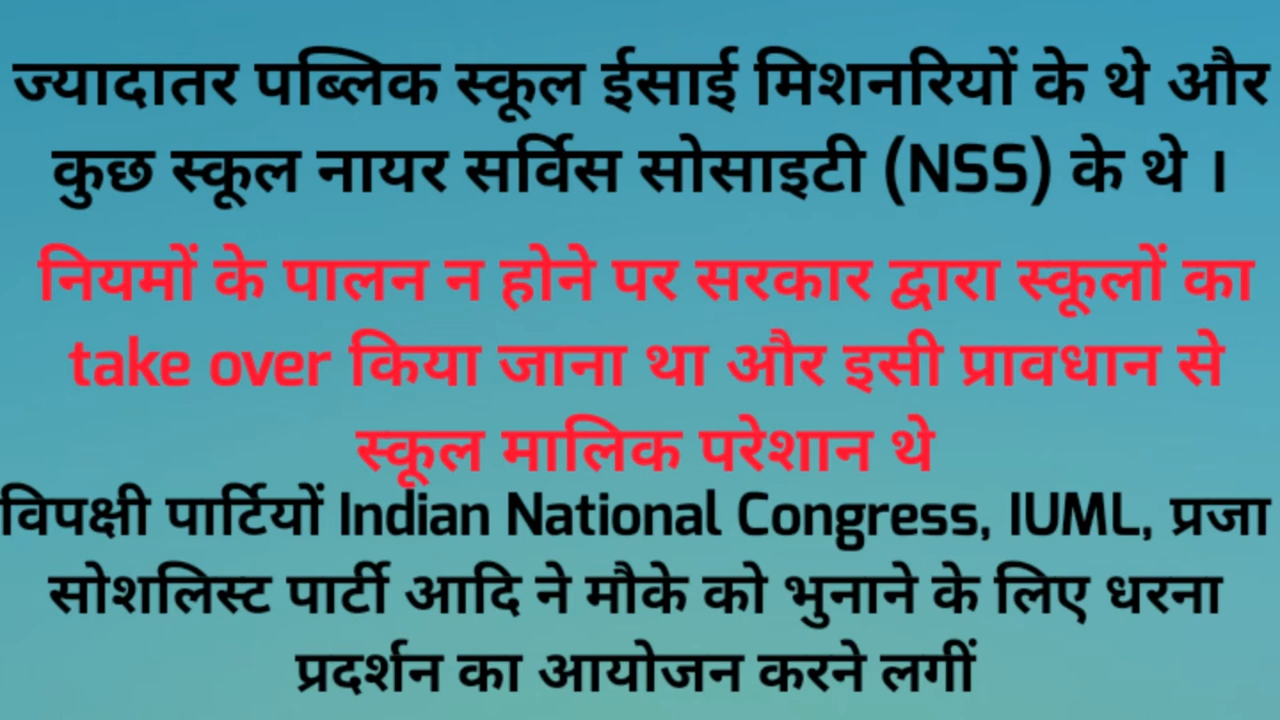 ज्यादातर पब्लिक स्कूल ईसाई मिशनरियों के थे और
कुछ स्कूल नायर सर्विस सोसाइटी (NSS) के थे ।
नियमों के पालन न होने पर सरकार द्वारा स्कूलों का
take over किया जाना था और इसी प्रावधान से
स्कूल मालिक परेशान थे
विपक्षी पार्टियों Indian National Congress, IUML, प्रजा
सोशलिस्ट पार्टी आदि ने मौके को भुनाने के लिए धरना
प्रदर्शन का आयोजन करने लगीं